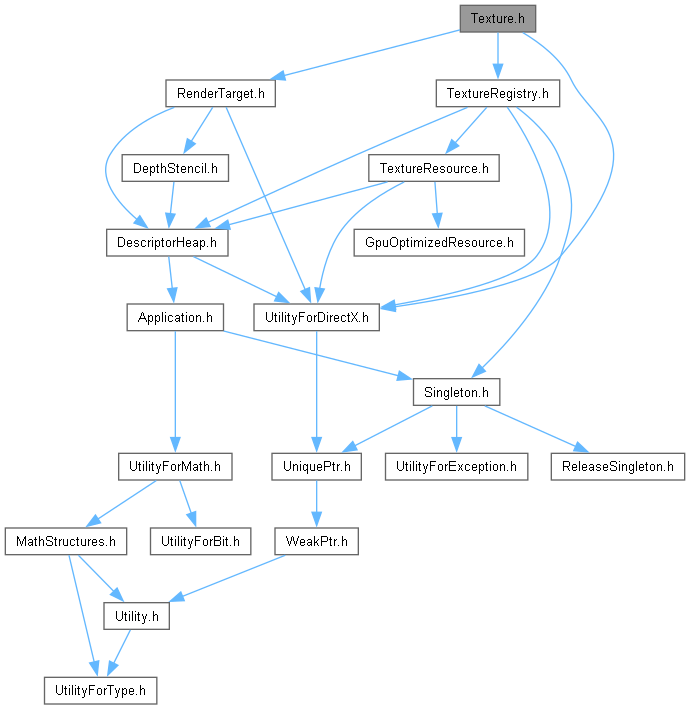 Texture.h
RenderTarget.h
TextureRegistry.h
DepthStencil.h
TextureResource.h
DescriptorHeap.h
GpuOptimizedResource.h
Application.h
UtilityForDirectX.h
Singleton.h
UtilityForMath.h
UniquePtr.h
UtilityForException.h
ReleaseSingleton.h
MathStructures.h
UtilityForBit.h
WeakPtr.h
Utility.h
UtilityForType.h